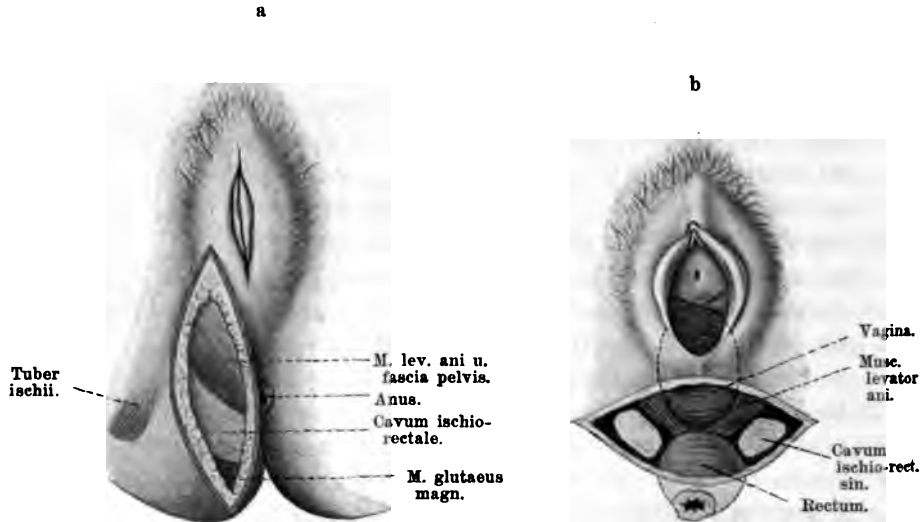 a
b
Tuber
ischii.
M. lev. ani u.
fascia pelvis.
Anus.
Cavum ischio-
rectale.
M. glutaeus
magn.
Vagina.
Musc.
levator
ani.
Cavum
ischio-rect.
sin.
Rectum.